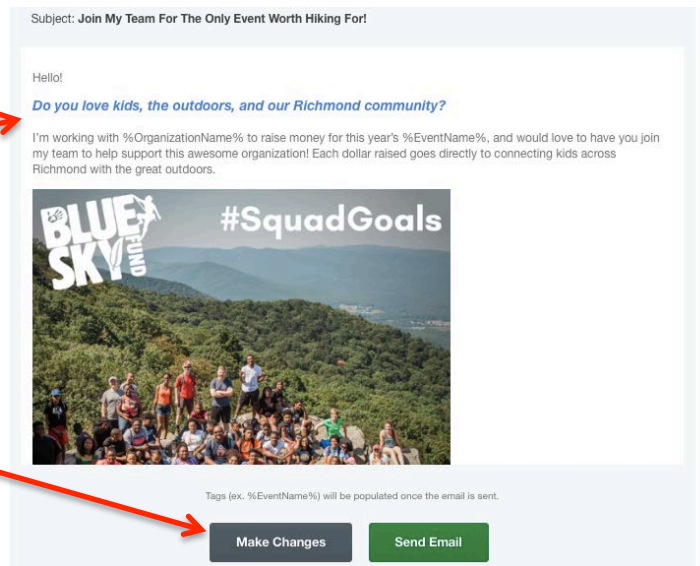 Subject: Join My Team For The Only Event Worth Hiking For!
Hello!
Do you love kids, the outdoors, and our Richmond community?
I'm working with %OrganizationName% to raise money for this year's %EventName%, and would love to have you join
my team to help support this awesome organization! Each dollar raised goes directly to connecting kids across
Richmond with the great outdoors.
BLUE
SKY
FUND
#SquadGoals
Tags (ex. %EventName%) will be populated once the email is sent.
Make Changes
Send Email